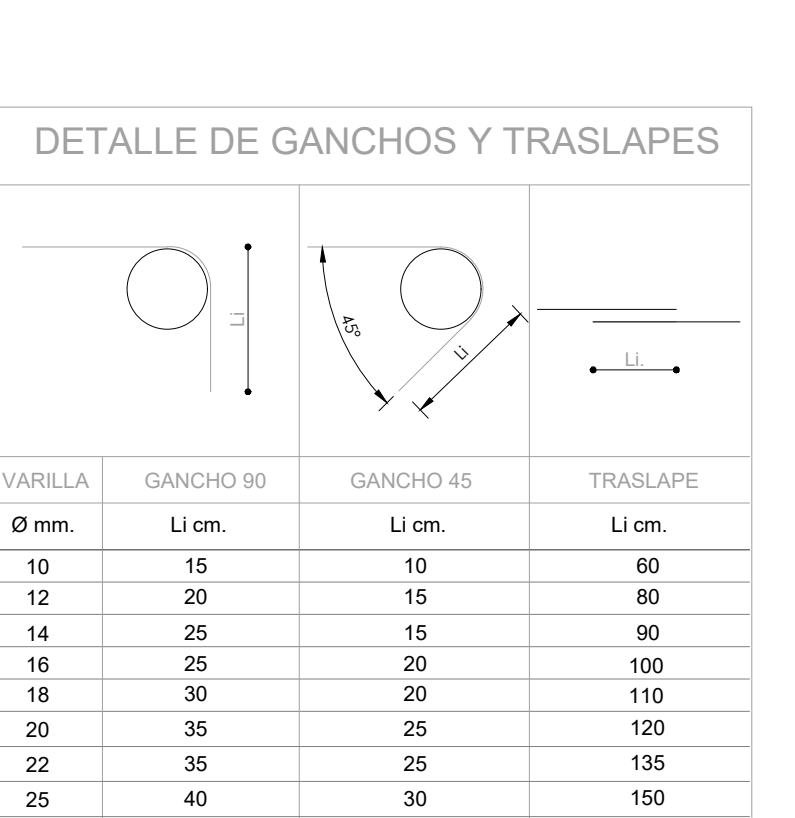 DETALLE DE GANCHOS Y TRASLAPES
Li
45°
Li
Li.
VARILLA GANCHO 90 GANCHO 45 TRASLAPE
Ø mm. Li cm. Li cm. Li cm.
10 15 10 60
12 20 15 80
14 25 15 90
16 25 20 100
18 30 20 110
20 35 25 120
22 35 25 135
25 40 30 150